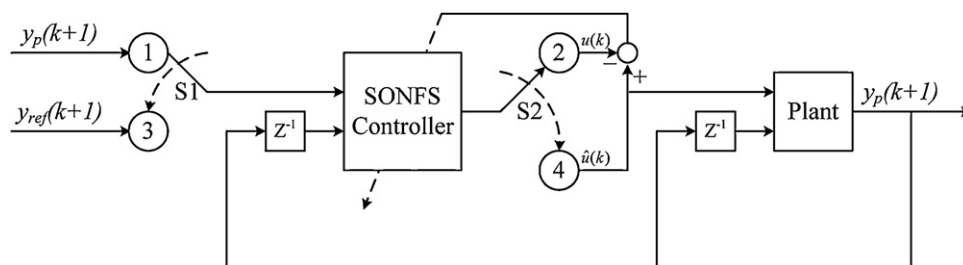 y_p(k+1)
1
S1
y_ref(k+1)
3
Z⁻¹
SONFS
Controller
2
u(k)
S2
4
û(k)
−
+
Z⁻¹
Plant
y_p(k+1)